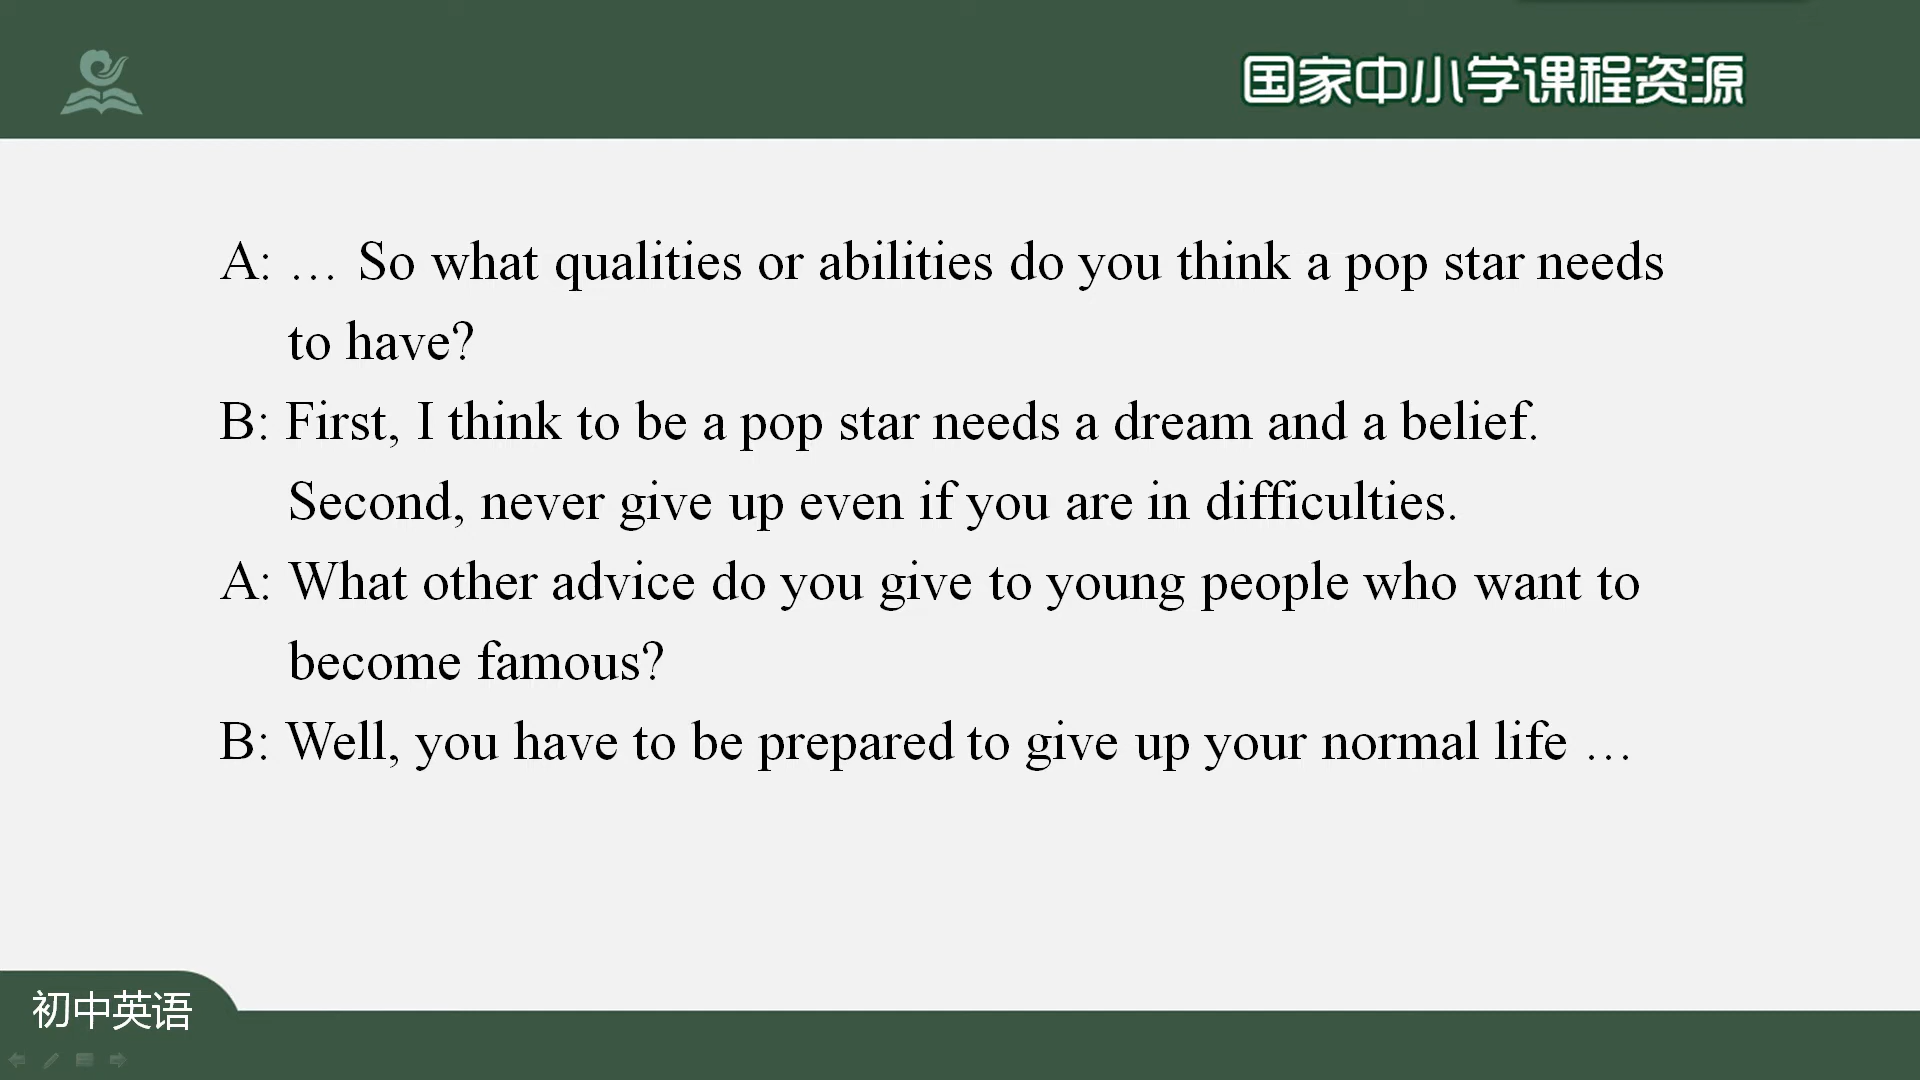 国家中小学课程资源
A: … So what qualities or abilities do you think a pop star needs
to have?
B: First, I think to be a pop star needs a dream and a belief.
Second, never give up even if you are in difficulties.
A: What other advice do you give to young people who want to
become famous?
B: Well, you have to be prepared to give up your normal life …
初中英语